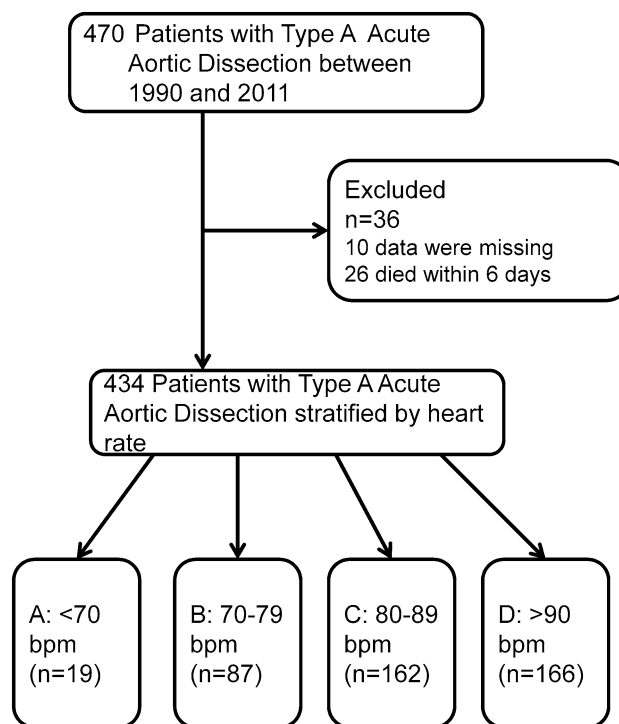 470 Patients with Type A Acute
Aortic Dissection between
1990 and 2011
Excluded
n=36
10 data were missing
26 died within 6 days
434 Patients with Type A Acute
Aortic Dissection stratified by heart
rate
A: <70
bpm
(n=19)
B: 70-79
bpm
(n=87)
C: 80-89
bpm
(n=162)
D: >90
bpm
(n=166)